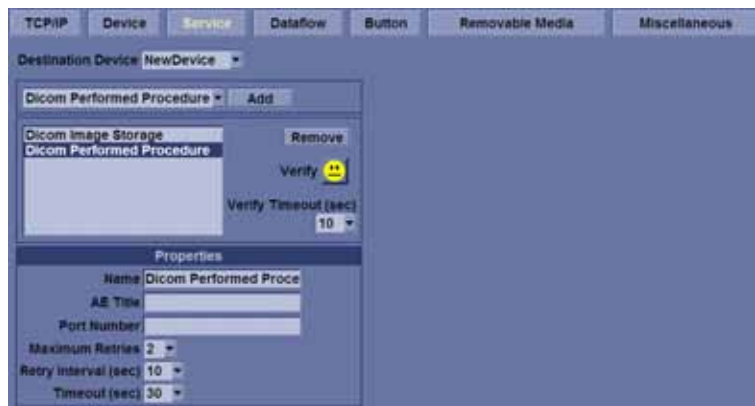 TCP/IP Device Service Dataflow Button Removable Media Miscellaneous
Destination Device NewDevice
Dicom Performed Procedure Add
Dicom Image Storage
Dicom Performed Procedure
Remove
Verify
Verify Timeout (sec)
10
Properties
Name Dicom Performed Proce
AE Title
Port Number
Maximum Retries 2
Retry Interval (sec) 10
Timeout (sec) 30